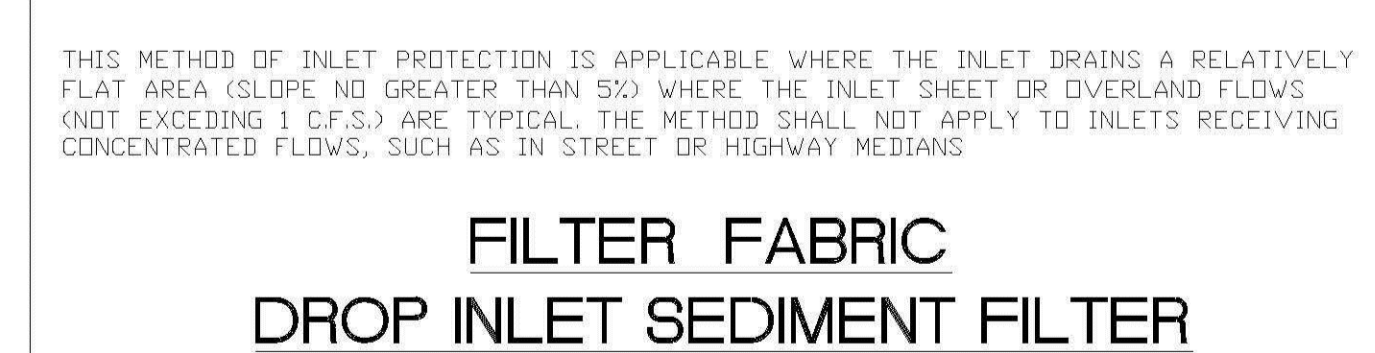 THIS METHOD OF INLET PROTECTION IS APPLICABLE WHERE THE INLET DRAINS A RELATIVELY
FLAT AREA (SLOPE NO GREATER THAN 5%) WHERE THE INLET SHEET OR OVERLAND FLOWS
(NOT EXCEDING 1 C.F.S.) ARE TYPICAL. THE METHOD SHALL NOT APPLY TO INLETS RECEIVING
CONCENTRATED FLOWS, SUCH AS IN STREET OR HIGHWAY MEDIANS
FILTER FABRIC
DROP INLET SEDIMENT FILTER